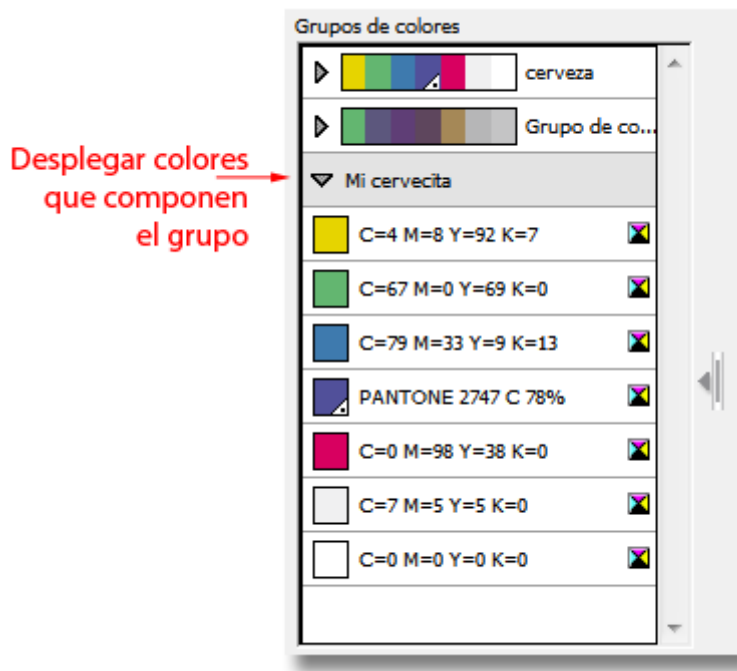 Grupos de colores
cerveza
Grupo de co...
Desplegar colores
que componen
el grupo
Mi cervecita
C=4 M=8 Y=92 K=7
C=67 M=0 Y=69 K=0
C=79 M=33 Y=9 K=13
PANTONE 2747 C 78%
C=0 M=98 Y=38 K=0
C=7 M=5 Y=5 K=0
C=0 M=0 Y=0 K=0